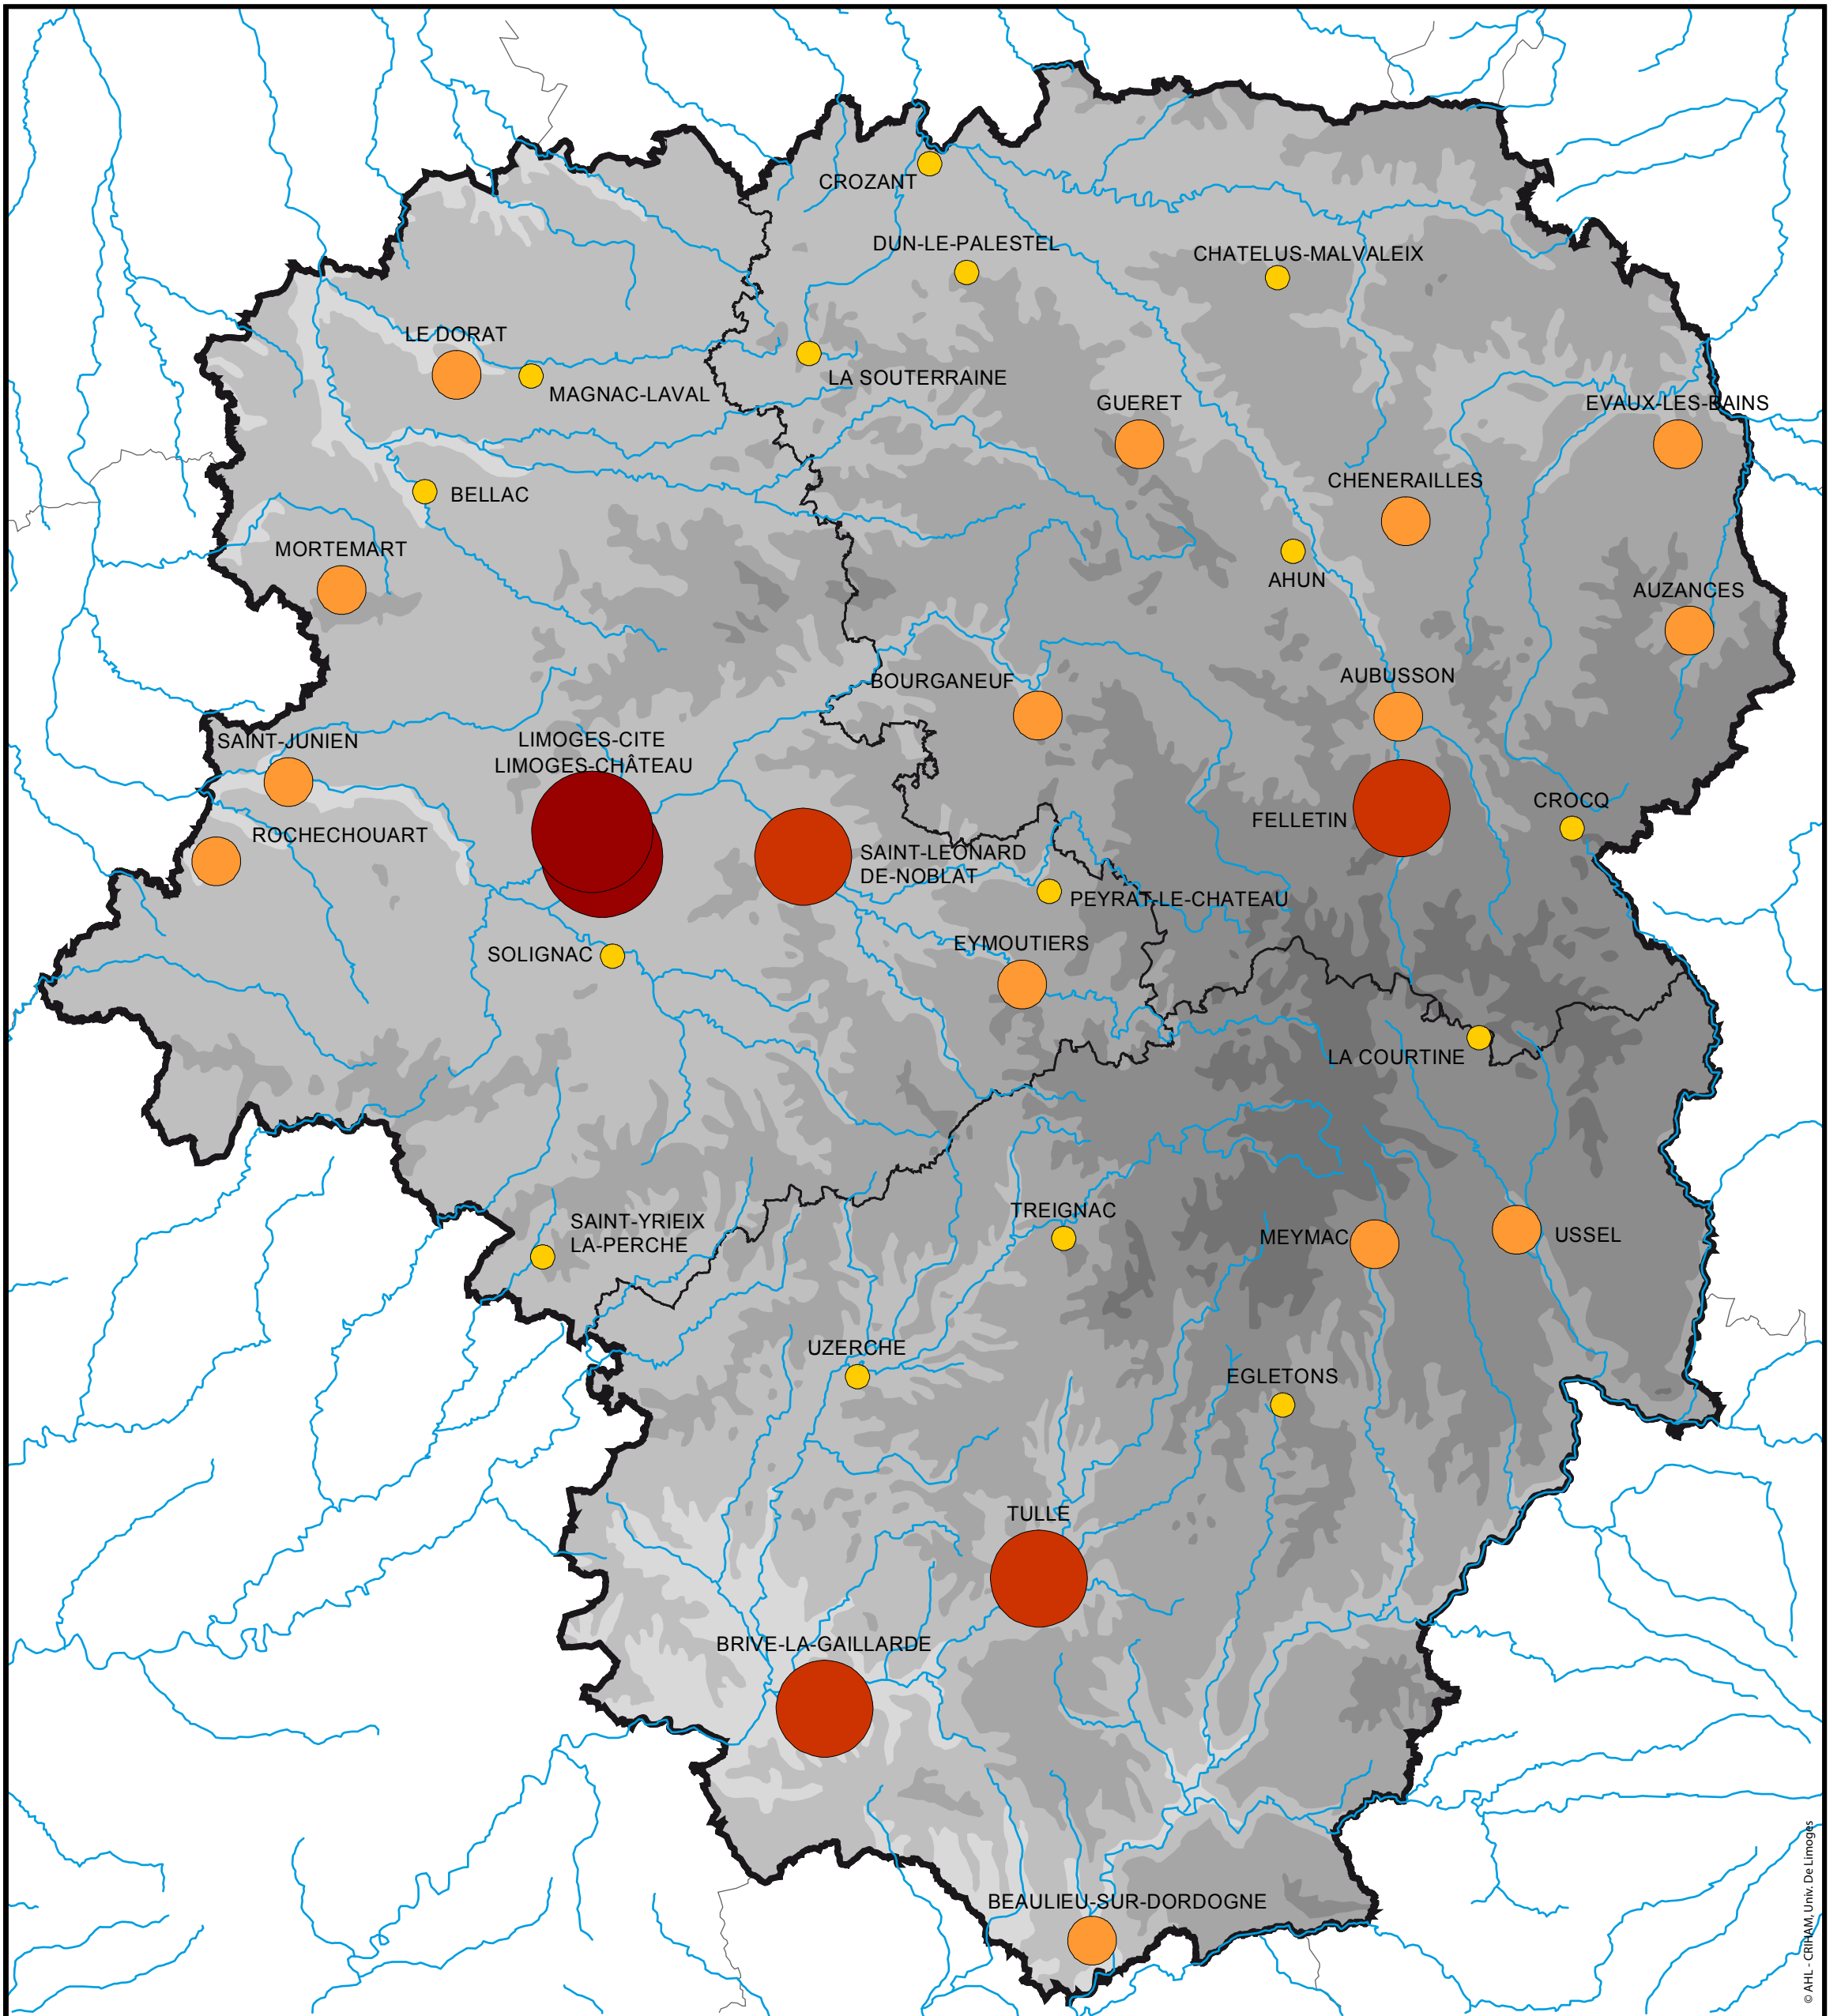 CROZANT
DUN-LE-PALESTEL
CHATELUS-MALVALEIX
LE DORAT
MAGNAC-LAVAL
LA SOUTERRAINE
GUERET
EVAUX-LES-BAINS
CHENERAILLES
BELLAC
MORTEMART
AHUN
AUZANCES
BOURGANEUF
AUBUSSON
SAINT-JUNIEN
LIMOGES-CITE
LIMOGES-CHÂTEAU
CROCQ
FELLETIN
ROCHECHOUART
SAINT-LEONARD
DE-NOBLAT
PEYRAT-LE-CHATEAU
EYMOUTIERS
SOLIGNAC
LA COURTINE
TREIGNAC
SAINT-YRIEIX
LA-PERCHE
MEYMAC
USSEL
UZERCHE
EGLETONS
TULLE
BRIVE-LA-GAILLARDE
BEAULIEU-SUR-DORDOGNE
© AHL - CRIHAM, Univ. De Limoges